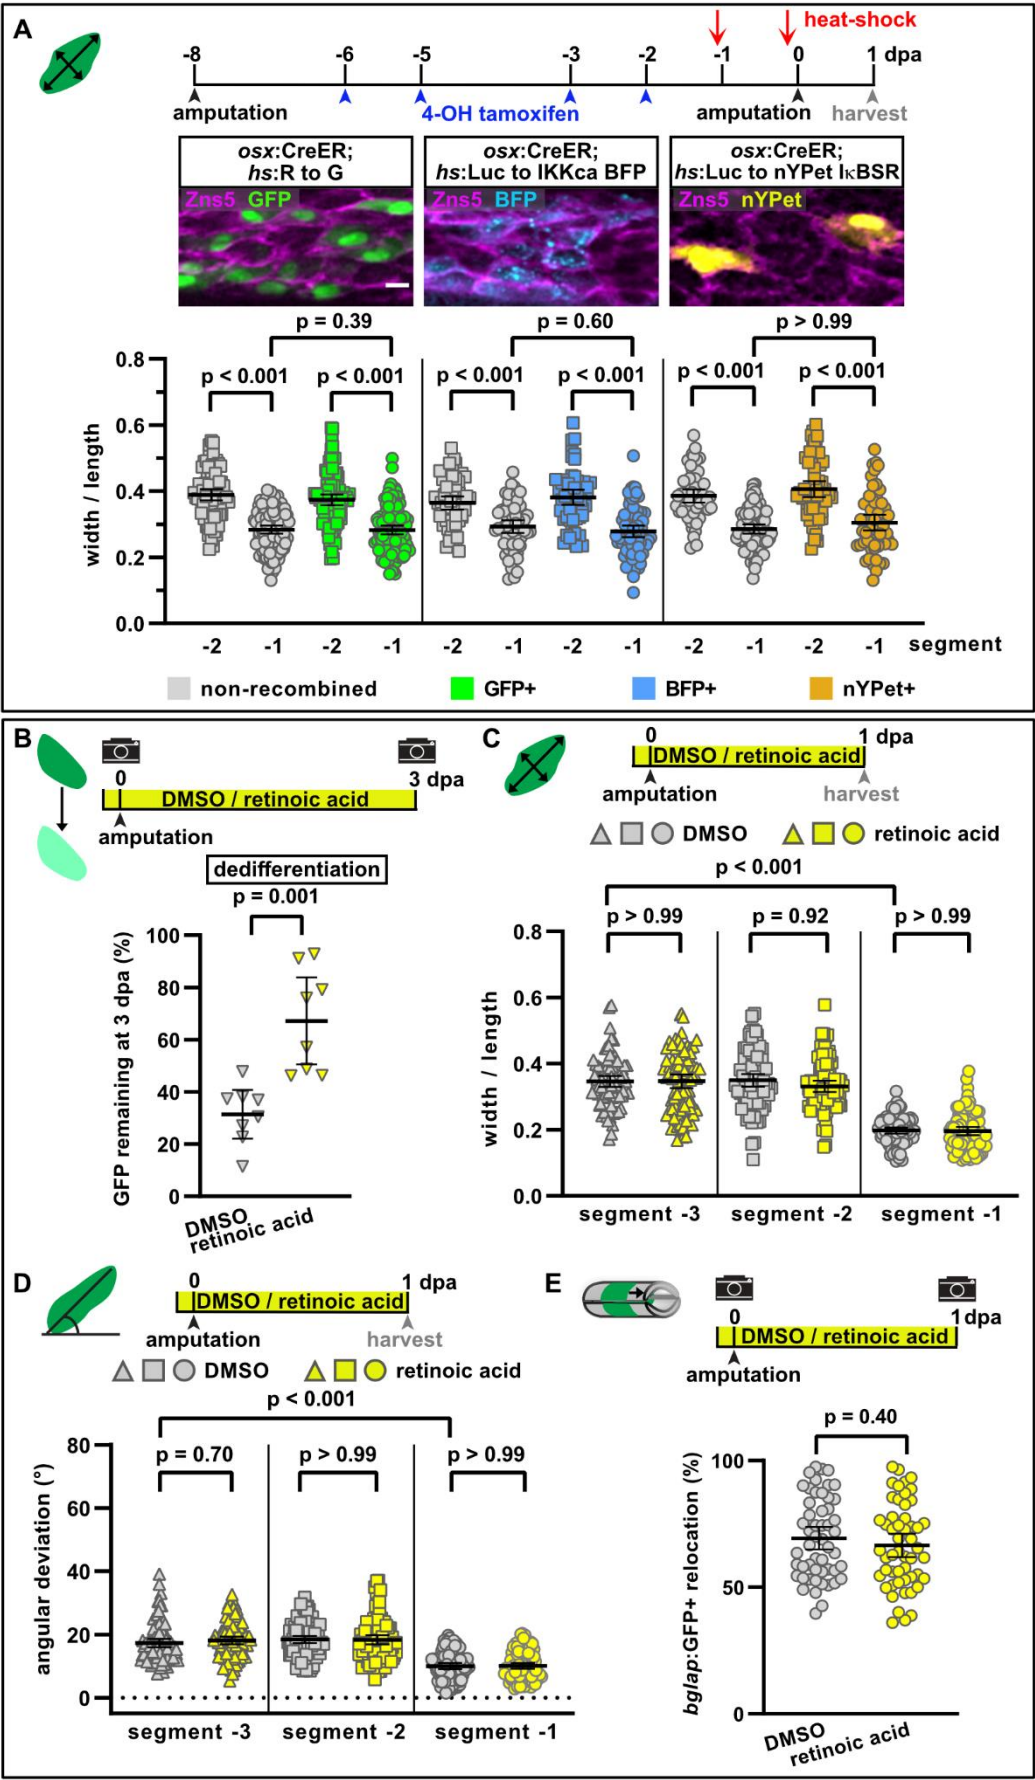 A
heat-shock
-8 -6 -5 -3 -2 -1 0 1 dpa
amputation 4-OH tamoxifen amputation harvest
osx:CreER;
hs:R to G
osx:CreER;
hs:Luc to IKKca BFP
osx:CreER;
hs:Luc to nYPet IκBSR
Zns5 GFP
Zns5 BFP
Zns5 nYPet
p = 0.39 p = 0.60 p > 0.99
p < 0.001 p < 0.001 p < 0.001 p < 0.001 p < 0.001 p < 0.001
width / length
0.8
0.6
0.4
0.2
0.0
-2 -1 -2 -1 -2 -1 -2 -1 -2 -1 -2 -1 segment
non-recombined GFP+ BFP+ nYPet+
B
0 3 dpa
DMSO / retinoic acid
amputation
dedifferentiation
p = 0.001
GFP remaining at 3 dpa (%)
100
80
60
40
20
0
DMSO
retinoic acid
C
0 1 dpa
DMSO / retinoic acid
amputation harvest
DMSO retinoic acid
p < 0.001
p > 0.99 p = 0.92 p > 0.99
width / length
0.8
0.6
0.4
0.2
0.0
segment -3 segment -2 segment -1
D
0 1 dpa
DMSO / retinoic acid
amputation harvest
DMSO retinoic acid
p < 0.001
p = 0.70 p > 0.99 p > 0.99
angular deviation (°)
80
60
40
20
0
segment -3 segment -2 segment -1
E
0 1dpa
DMSO / retinoic acid
amputation
p = 0.40
bglap:GFP+ relocation (%)
100
50
0
DMSO
retinoic acid